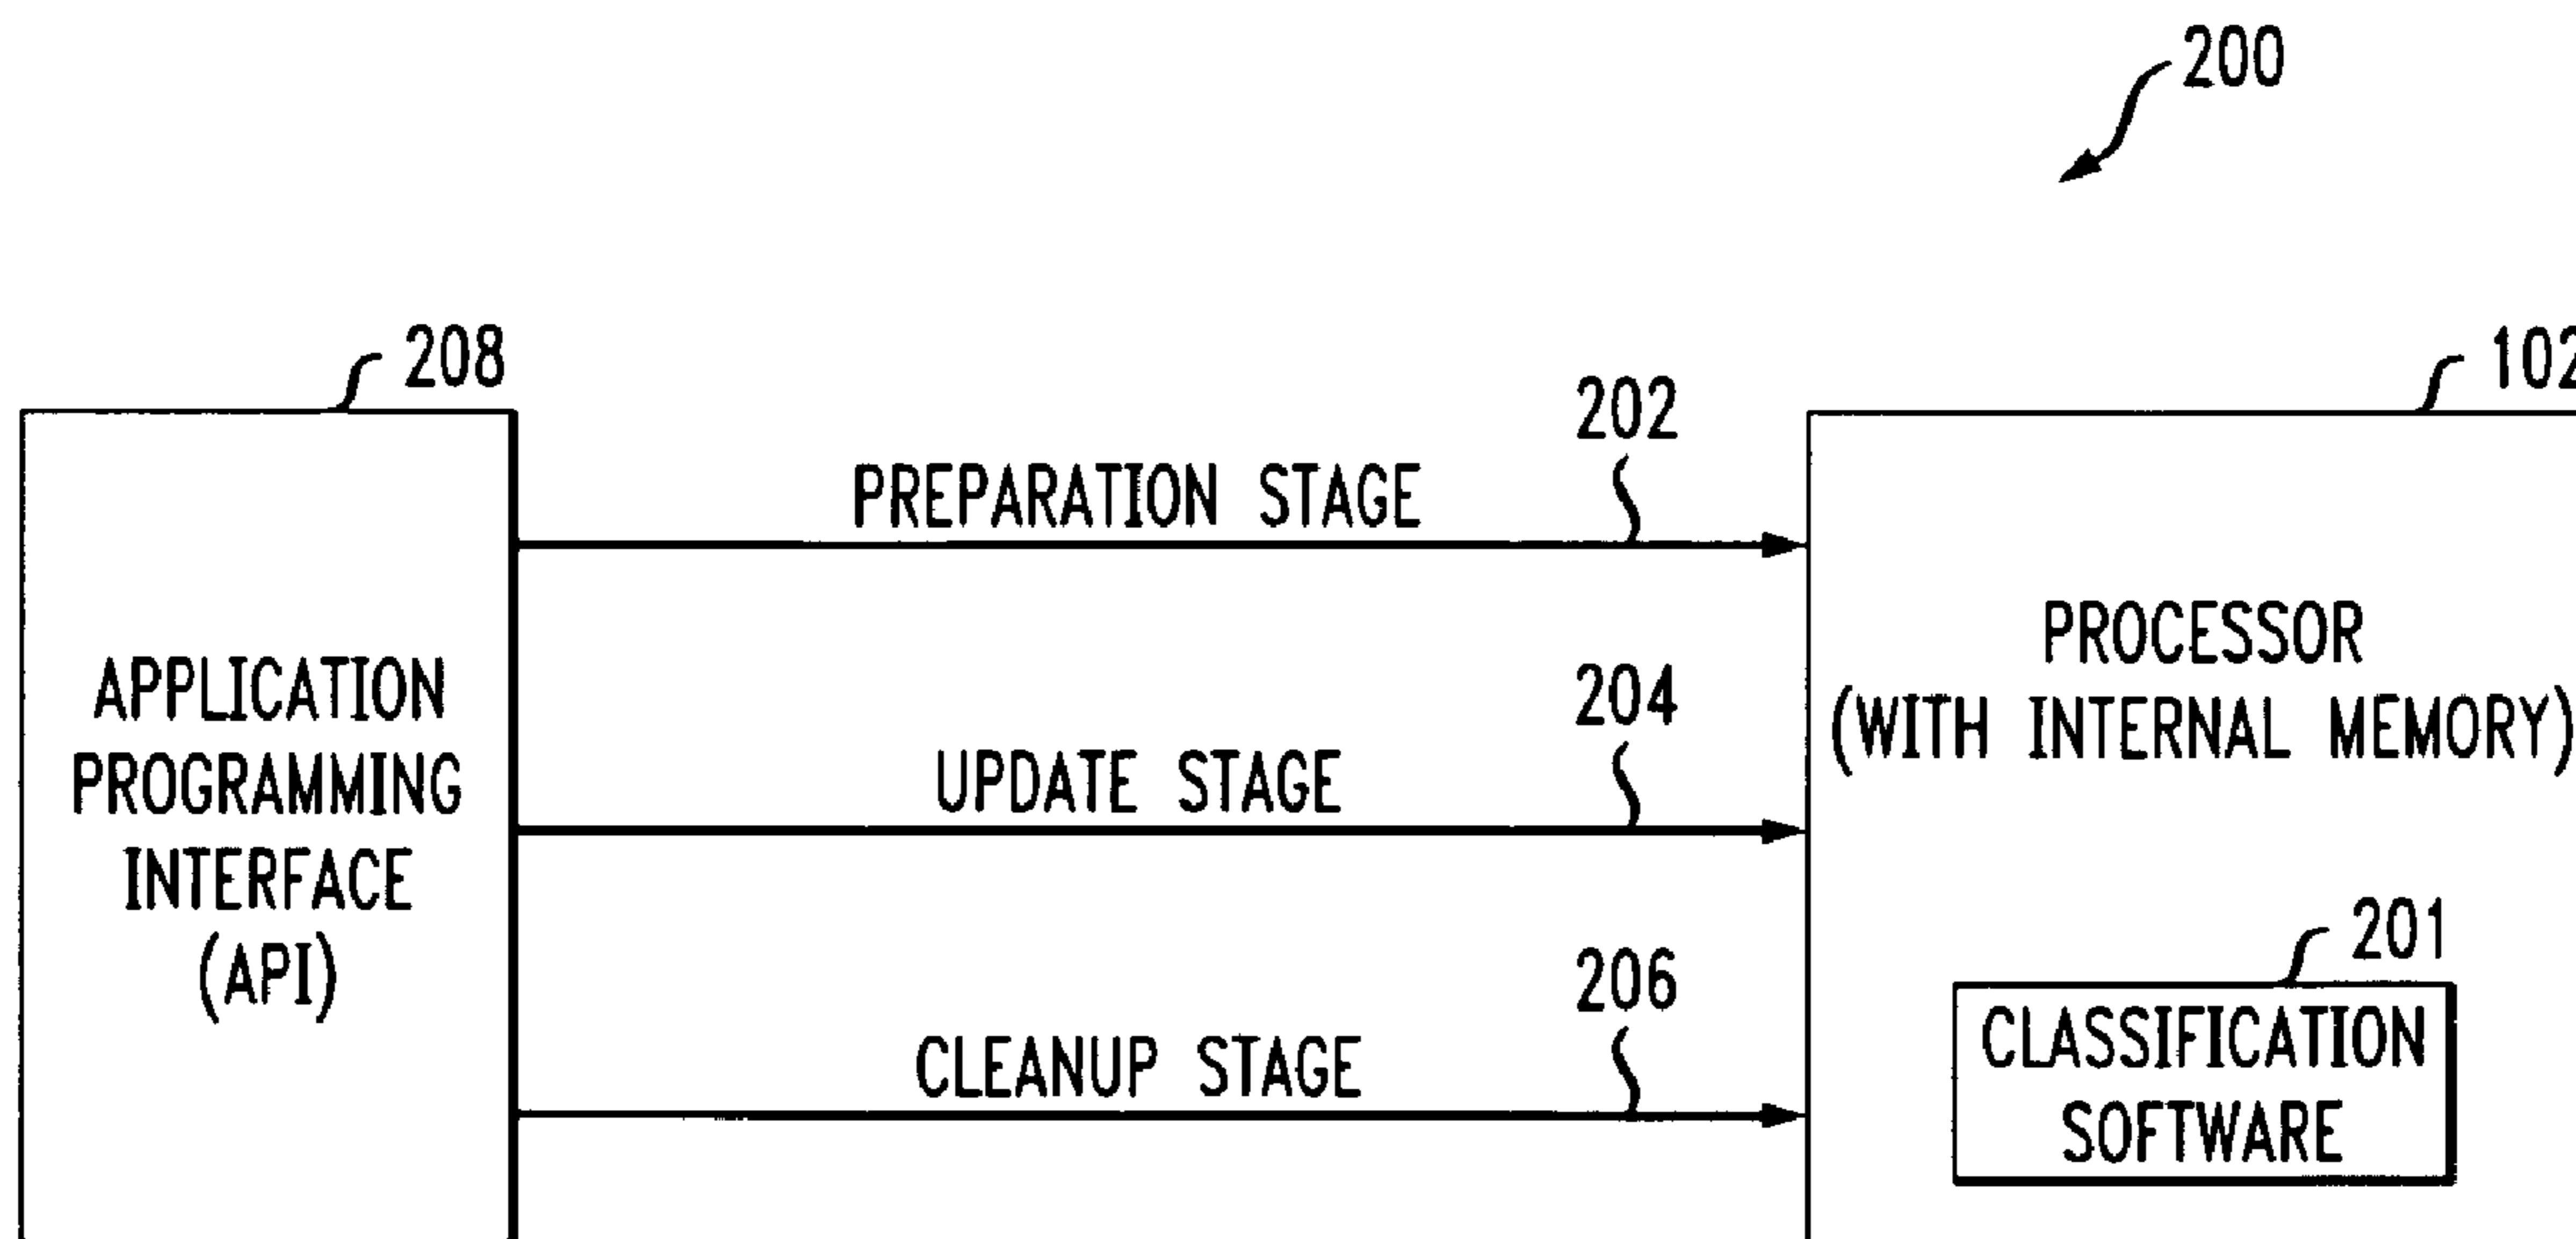 200
208
APPLICATION
PROGRAMMING
INTERFACE
(API)
202
PREPARATION STAGE
204
UPDATE STAGE
206
CLEANUP STAGE
102
PROCESSOR
(WITH INTERNAL MEMORY)
201
CLASSIFICATION
SOFTWARE